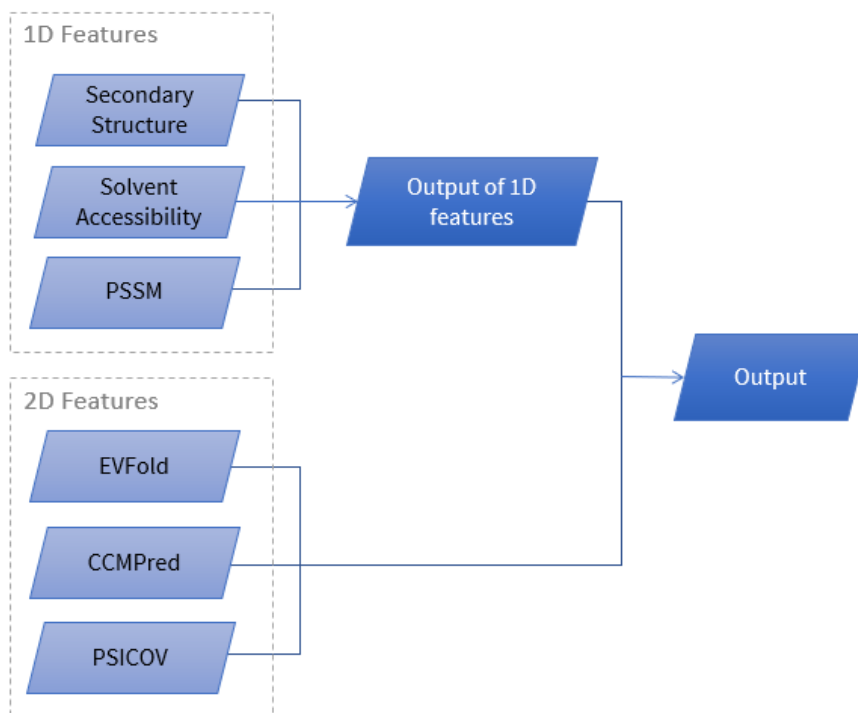 1D Features
Secondary
Structure
Solvent
Accessibility
PSSM
Output of 1D
features
Output
2D Features
EVFold
CCMPred
PSICOV